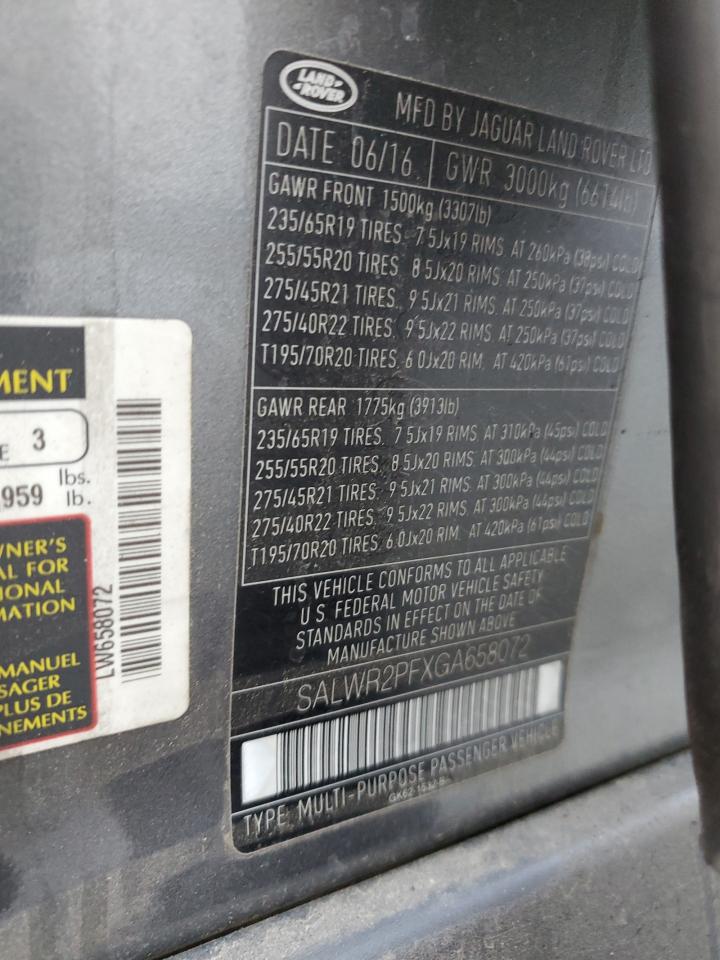 LAND-
-ROVER
MFD BY JAGUAR LAND ROVER LTD
DATE 06/16 GWR 3000kg (6614lb)
GAWR FRONT 1500kg (3307lb)
235/65R19 TIRES. 7.5Jx19 RIMS. AT 260kPa (38psi) COLD
255/55R20 TIRES. 8.5Jx20 RIMS. AT 250kPa (37psi) COLD
275/45R21 TIRES. 9.5Jx21 RIMS. AT 250kPa (37psi) COLD
275/40R22 TIRES. 9.5Jx22 RIMS. AT 250kPa (37psi) COLD
T195/70R20 TIRES. 6.0Jx20 RIM. AT 420kPa (61psi) COLD
GAWR REAR 1775kg (3913lb)
235/65R19 TIRES. 7.5Jx19 RIMS. AT 310kPa (45psi) COLD
255/55R20 TIRES. 8.5Jx20 RIMS. AT 300kPa (44psi) COLD
275/45R21 TIRES. 9.5Jx21 RIMS. AT 300kPa (44psi) COLD
275/40R22 TIRES. 9.5Jx22 RIMS. AT 300kPa (44psi) COLD
T195/70R20 TIRES. 6.0Jx20 RIM. AT 420kPa (61psi) COLD
THIS VEHICLE CONFORMS TO ALL APPLICABLE
U.S. FEDERAL MOTOR VEHICLE SAFETY
STANDARDS IN EFFECT ON THE DATE OF
MANUFACTURE SHOWN ABOVE
SALWR2PFXGA658072
TYPE: MULTI-PURPOSE PASSENGER VEHICLE
MENT
E 3
959 lbs.
lb.
WNER'S
AL FOR
IONAL
MATION
MANUEL
SAGER
PLUS DE
NEMENTS
LW658072